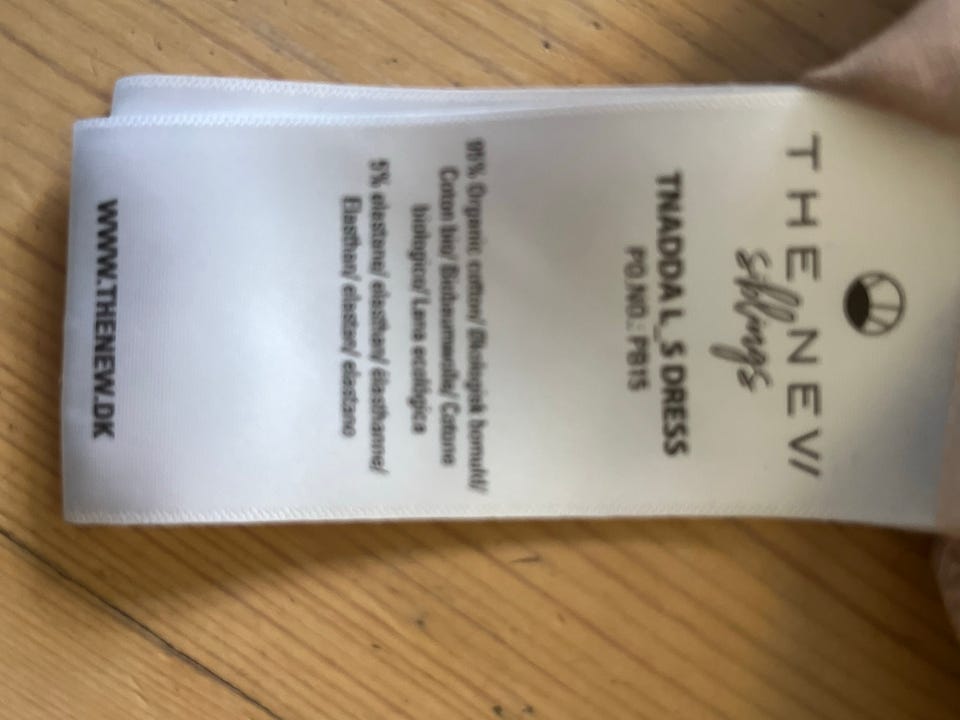 THE NEW
siblings
TNADDA L_S DRESS
PO.NO.: PB15
95% Organic cotton/ Økologisk bomuld/
Coton bio/ Biobaumwolle/ Cotone
biologico/ Lana ecológica
5% elastane/ elasthan/ élasthanne/
Elasthan/ elastan/ elastano
WWW.THENEW.DK